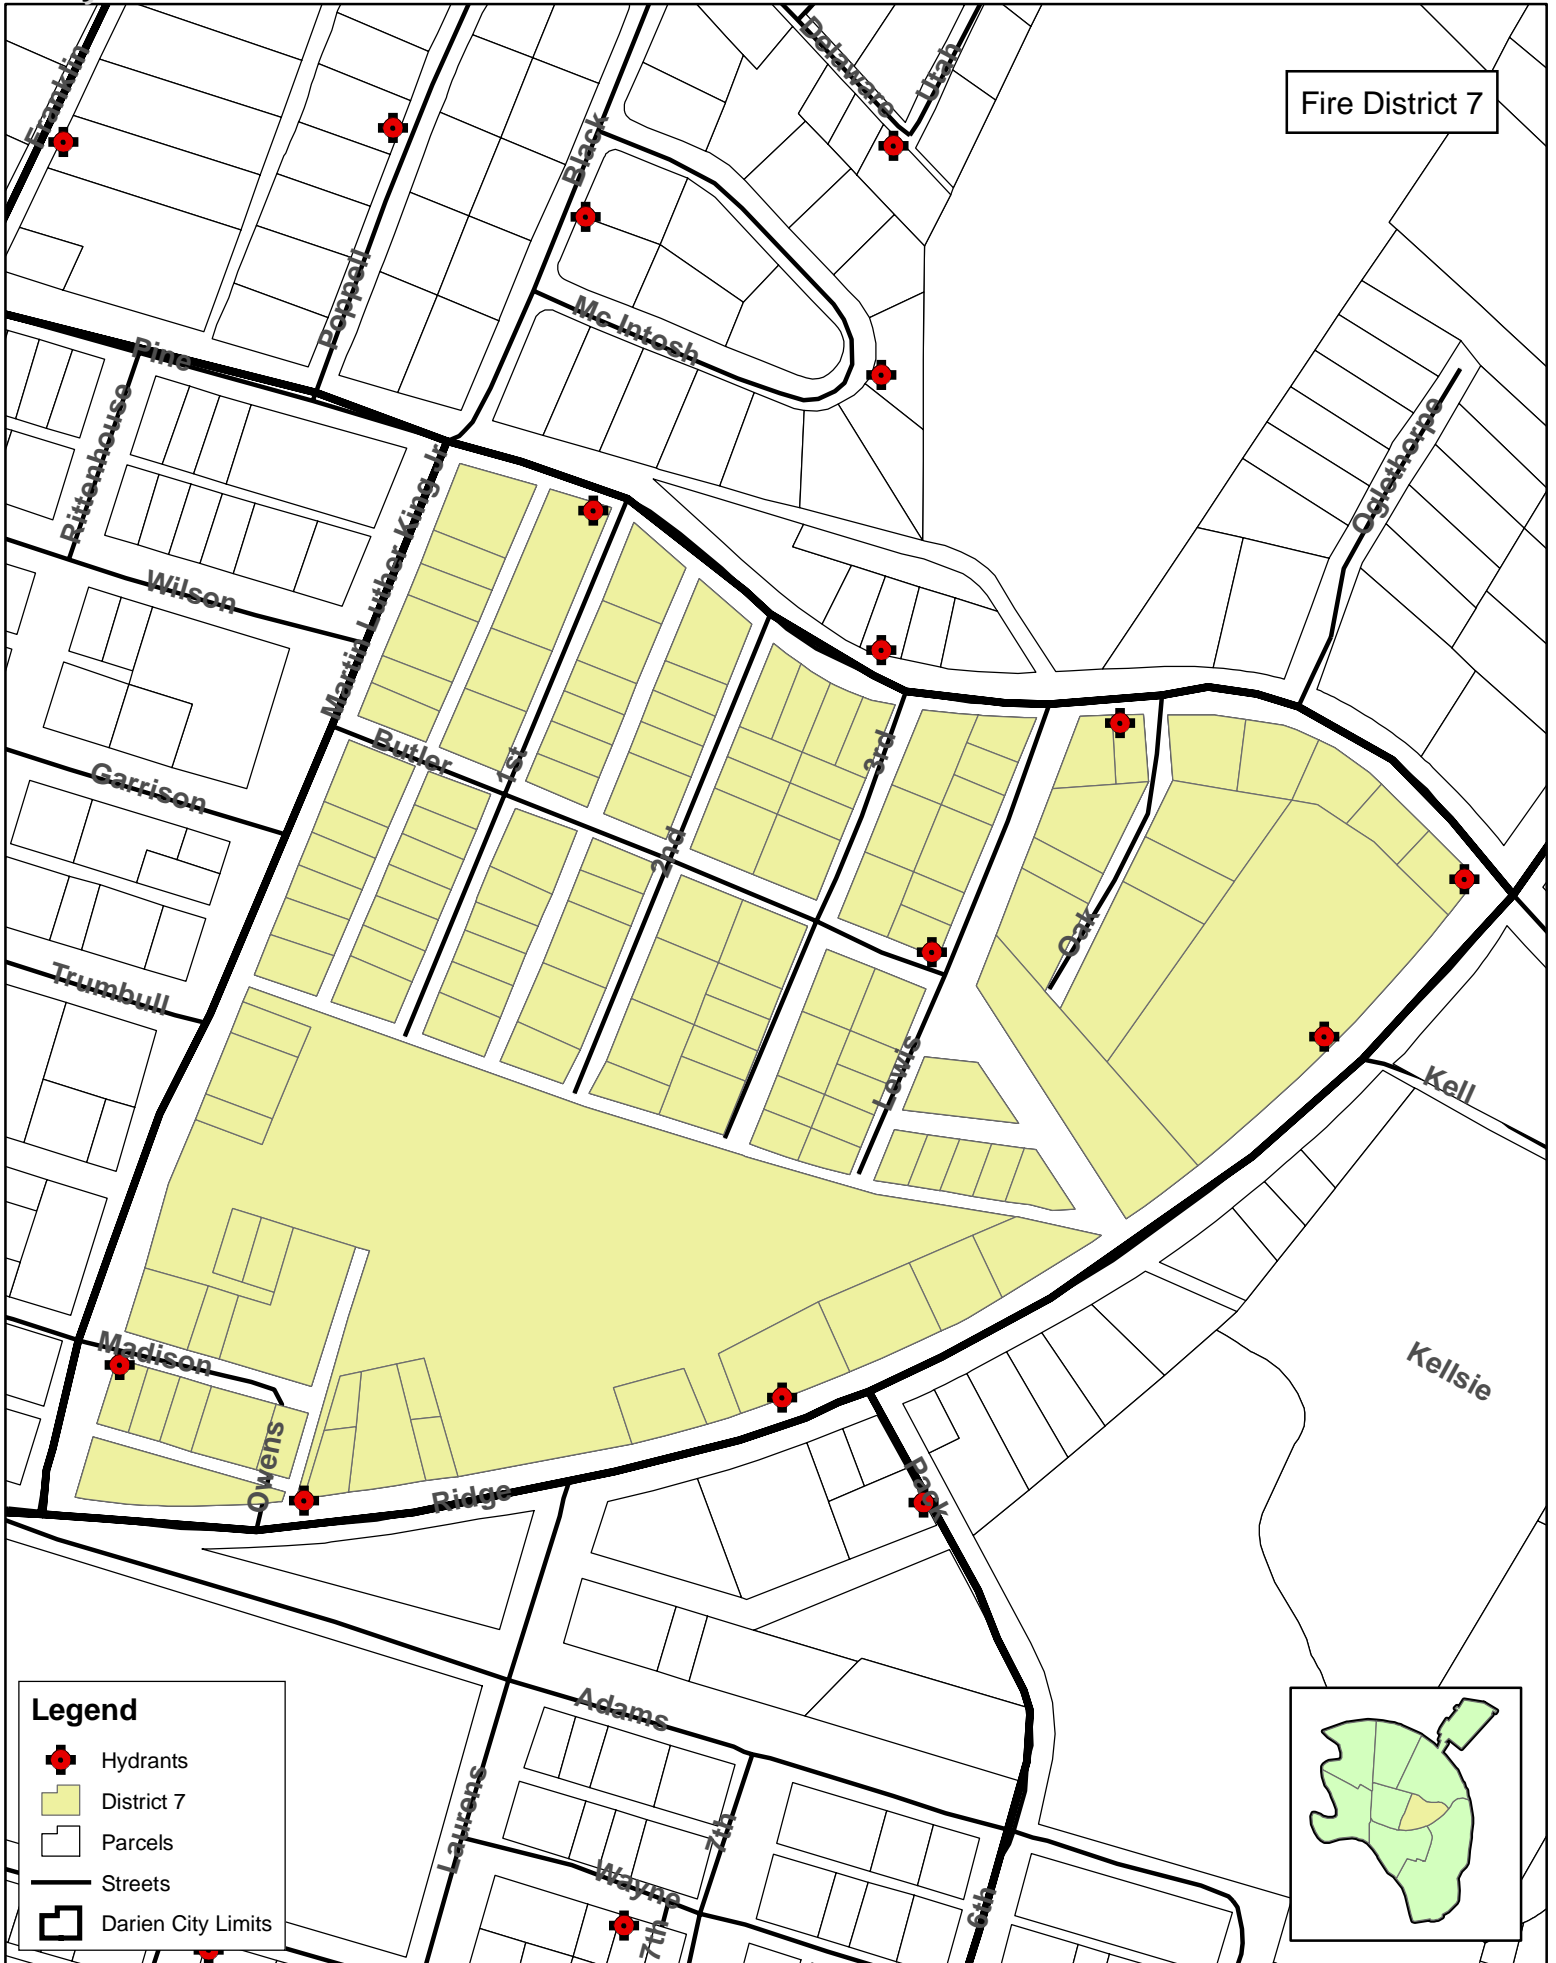 Franklin
Delaware
Utah
Fire District 7
Black
Poppell
Mc Intosh
Pine
Rittenhouse
Oglethorpe
Martin Luther King Jr
Wilson
Butler
1st
3rd
Garrison
2nd
Oak
Trumbull
Lewis
Kell
Madison
Kellsie
Owens
Ridge
Adams
Laurens
7th
Wayne
7th
6th
Legend
Hydrants
District 7
Parcels
Streets
Darien City Limits